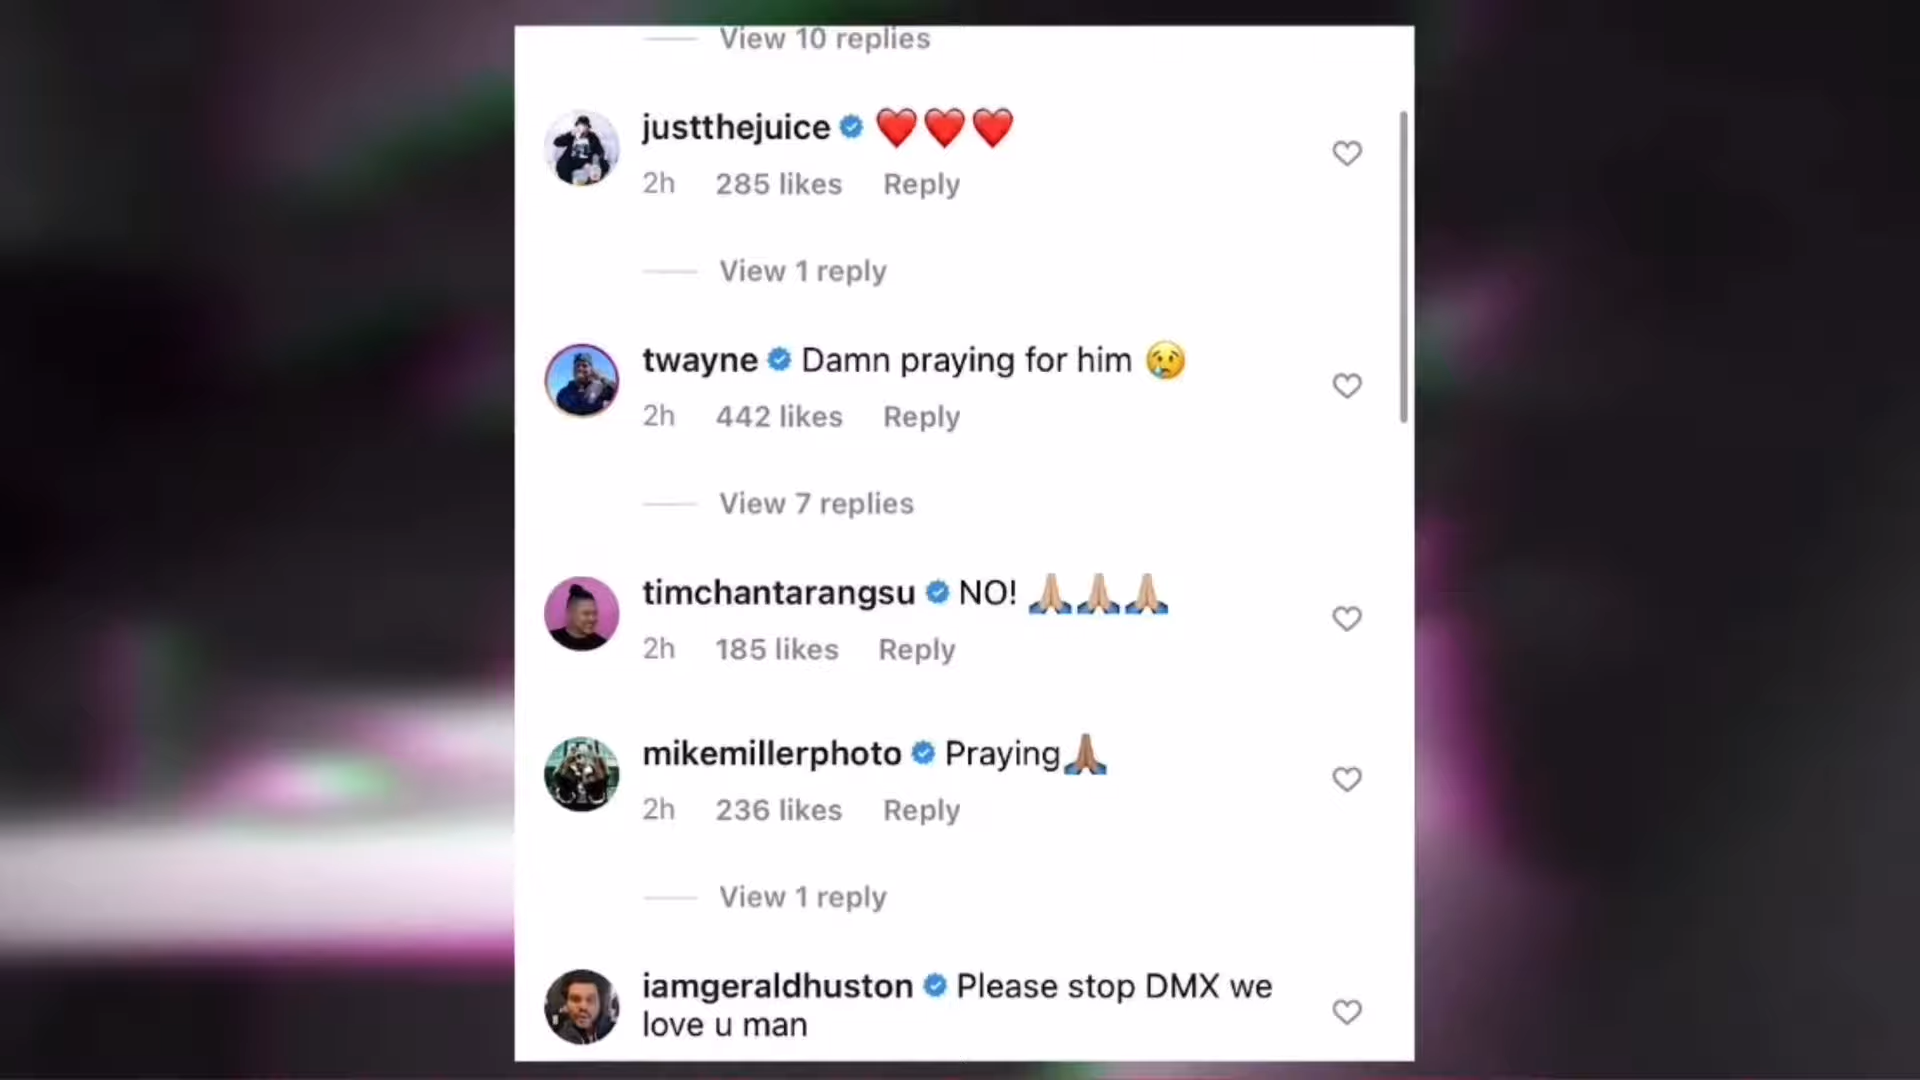 View 10 replies
justthejuice ❤️❤️❤️
2h 285 likes Reply
View 1 reply
twayne Damn praying for him 😢
2h 442 likes Reply
View 7 replies
timchantarangsu NO! 🙏🏼🙏🏼🙏🏼
2h 185 likes Reply
mikemillerphoto Praying🙏🏽
2h 236 likes Reply
View 1 reply
iamgeraldhuston Please stop DMX we
love u man